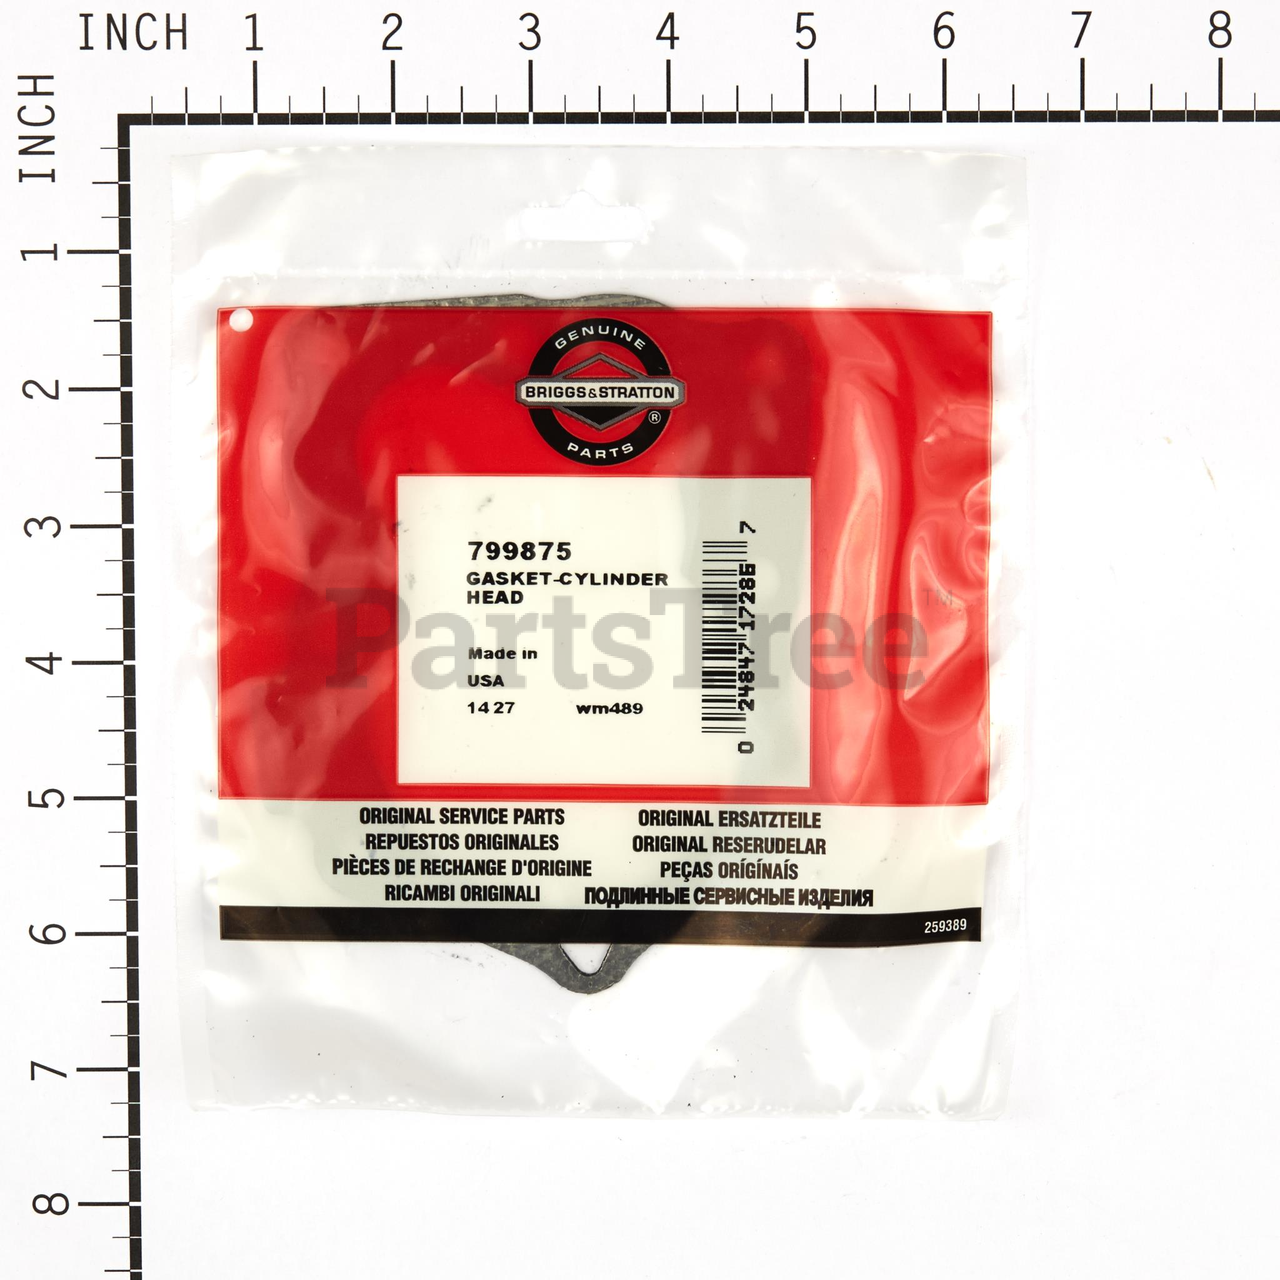 INCH 1 2 3 4 5 6 7 8
INCH
1
2
3
4
5
6
7
8
GENUINE
BRIGGS&STRATTON
®
PARTS
799875
GASKET-CYLINDER
HEAD
Made in
USA
14 27 wm489
0 24847 17286 7
PartsTree™
ORIGINAL SERVICE PARTS
REPUESTOS ORIGINALES
PIÈCES DE RECHANGE D'ORIGINE
RICAMBI ORIGINALI
ORIGINAL ERSATZTEILE
ORIGINAL RESERUDELAR
PEÇAS ORÍGÍNAÍS
ПОДЛИННЫЕ СЕРВИСНЫЕ ИЗДЕЛИЯ
259389